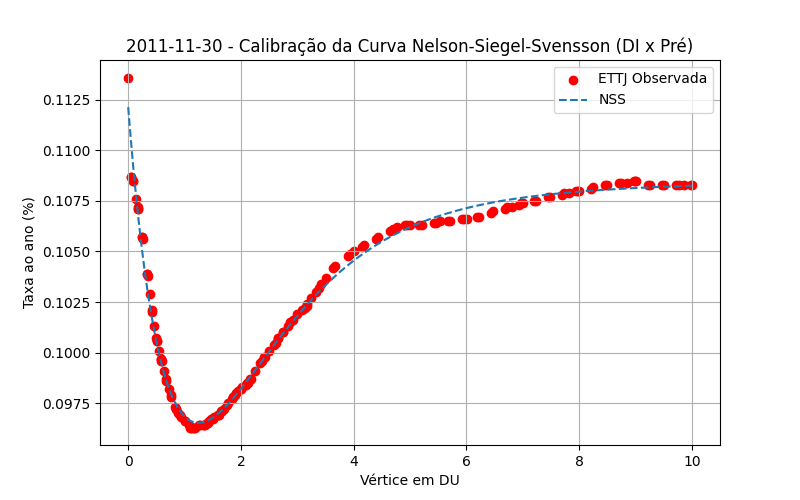 2011-11-30 - Calibração da Curva Nelson-Siegel-Svensson (DI x Pré)
ETTJ Observada
NSS
Taxa ao ano (%)
0.1125
0.1100
0.1075
0.1050
0.1025
0.1000
0.0975
0 2 4 6 8 10
Vértice em DU